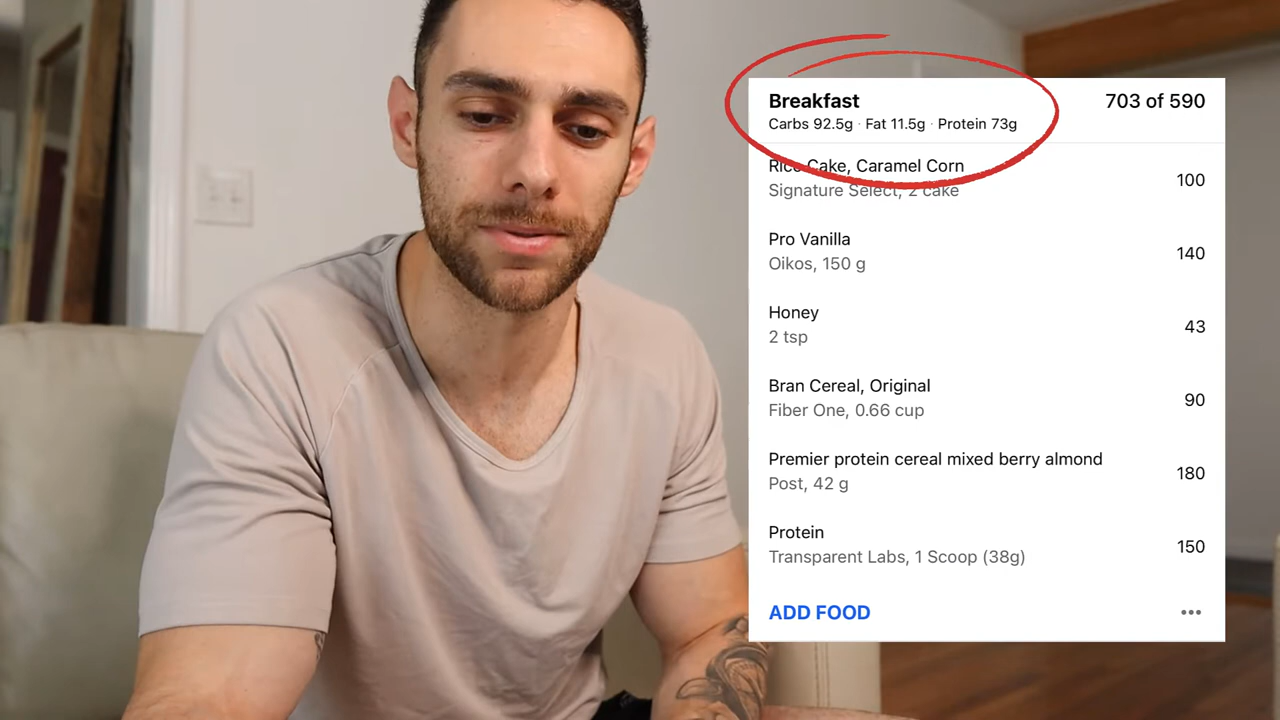 Breakfast
703 of 590
Carbs 92.5g · Fat 11.5g · Protein 73g
Rice Cake, Caramel Corn
100
Signature Select, 2 cake
Pro Vanilla
140
Oikos, 150 g
Honey
43
2 tsp
Bran Cereal, Original
90
Fiber One, 0.66 cup
Premier protein cereal mixed berry almond
180
Post, 42 g
Protein
150
Transparent Labs, 1 Scoop (38g)
ADD FOOD